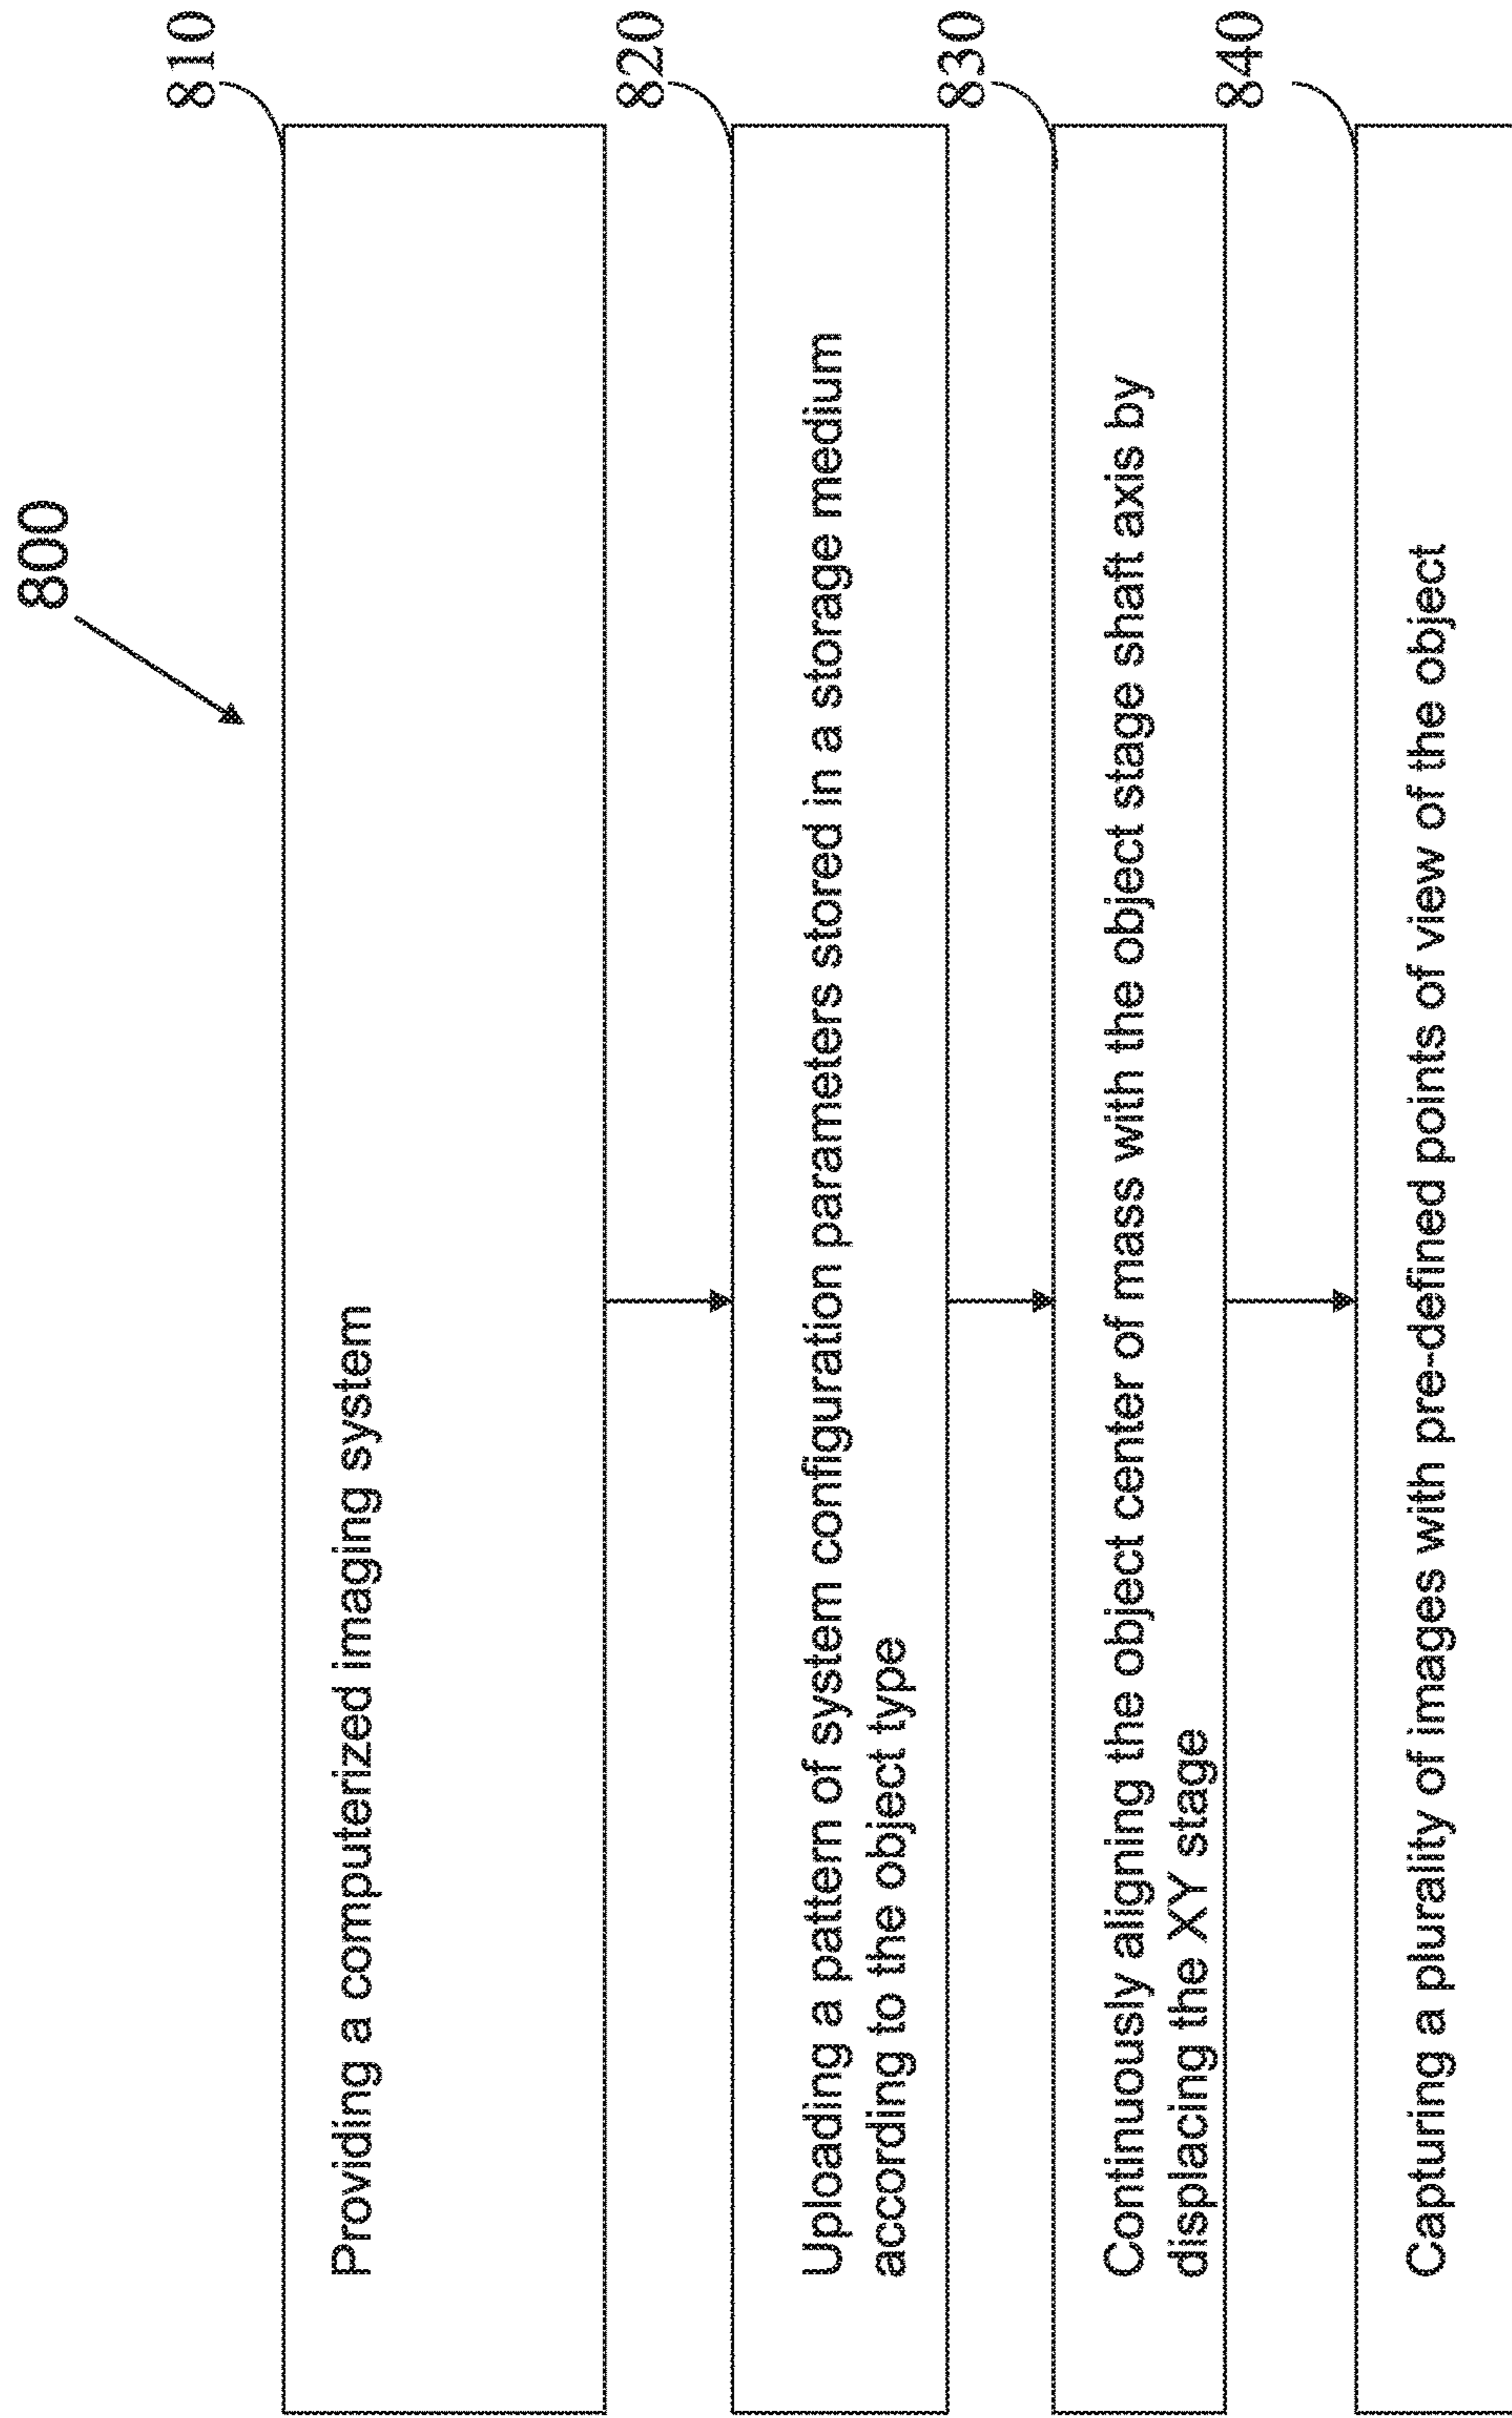 800
810
Providing a computerized imaging system
820
Uploading a pattern of system configuration parameters stored in a storage medium
according to the object type
830
Continuously aligning the object center of mass with the object stage shaft axis by
displacing the XY stage
840
Capturing a plurality of images with pre-defined points of view of the object